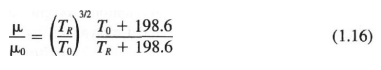 μ/μ₀ = (T_R/T₀)^3/2 T₀ + 198.6/T_R + 198.6 (1.16)